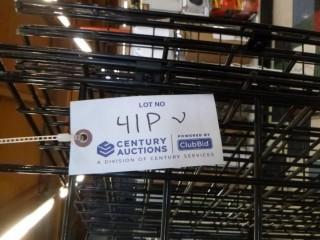 LOT NO
41P ~
CENTURY AUCTIONS
POWERED BY
ClubBid
A DIVISION OF CENTURY SERVICES